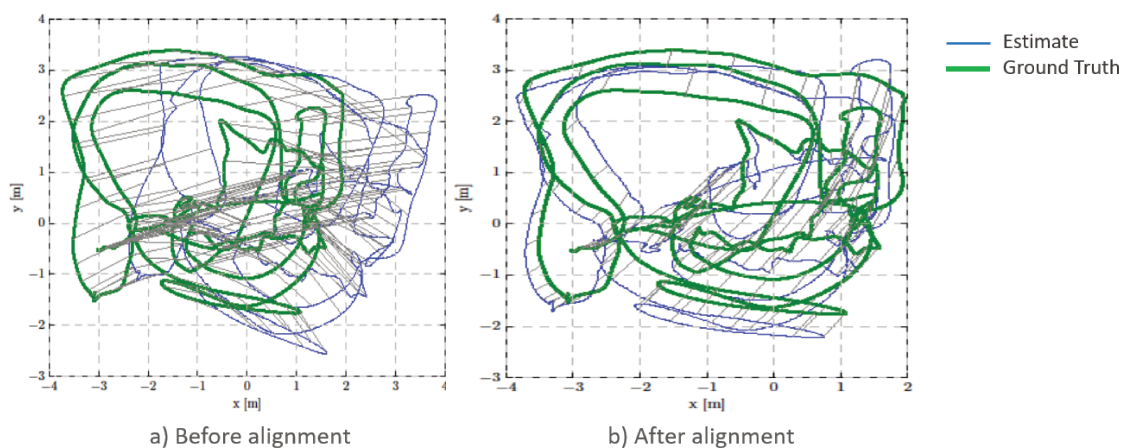 4
3
2
1
0
−1
−2
−3
y [m]
−4 −3 −2 −1 0 1 2 3 4
x [m]
a) Before alignment
4
3
2
1
0
−1
−2
−3
y [m]
−4 −3 −2 −1 0 1 2
x [m]
b) After alignment
Estimate
Ground Truth